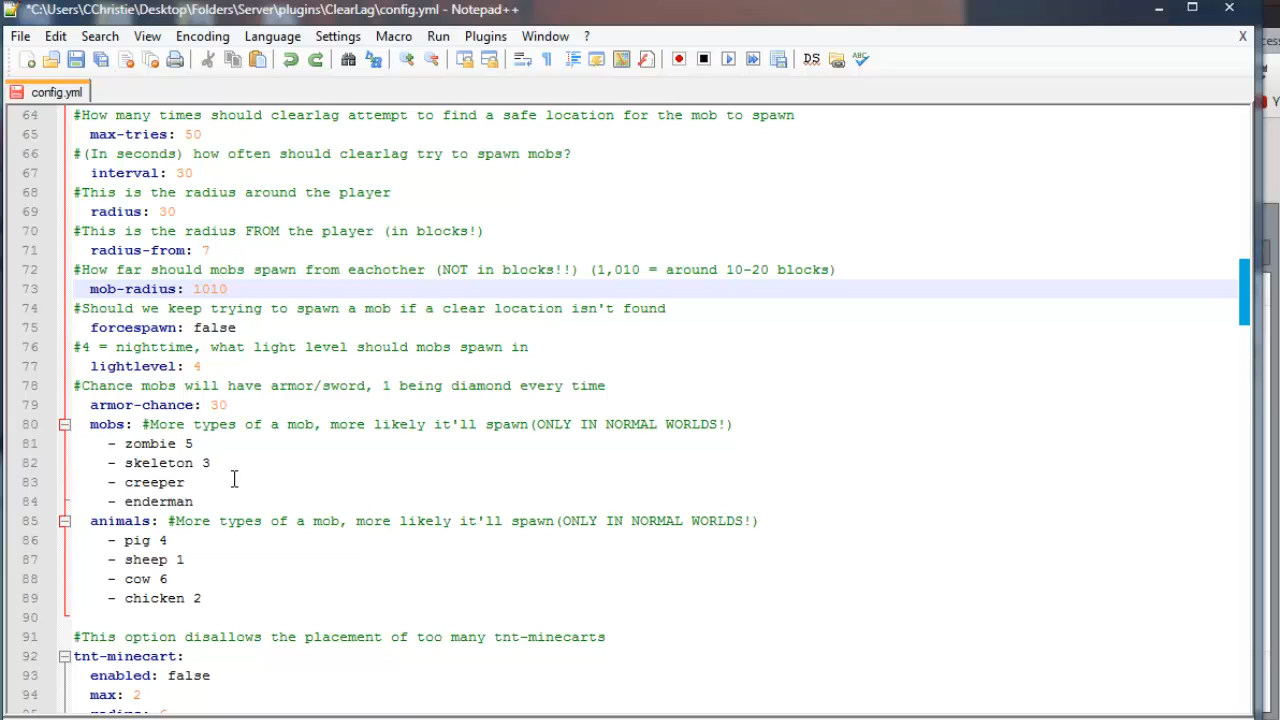 *C:\Users\CChristie\Desktop\Folders\Server\plugins\ClearLag\config.yml - Notepad++
File Edit Search View Encoding Language Settings Macro Run Plugins Window ? X
DS ABC
config.yml
64 #How many times should clearlag attempt to find a safe location for the mob to spawn
65 max-tries: 50
66 #(In seconds) how often should clearlag try to spawn mobs?
67 interval: 30
68 #This is the radius around the player
69 radius: 30
70 #This is the radius FROM the player (in blocks!)
71 radius-from: 7
72 #How far should mobs spawn from eachother (NOT in blocks!!) (1,010 = around 10-20 blocks)
73 mob-radius: 1010
74 #Should we keep trying to spawn a mob if a clear location isn't found
75 forcespawn: false
76 #4 = nighttime, what light level should mobs spawn in
77 lightlevel: 4
78 #Chance mobs will have armor/sword, 1 being diamond every time
79 armor-chance: 30
80 mobs: #More types of a mob, more likely it'll spawn(ONLY IN NORMAL WORLDS!)
81 - zombie 5
82 - skeleton 3
83 - creeper
84 - enderman
85 animals: #More types of a mob, more likely it'll spawn(ONLY IN NORMAL WORLDS!)
86 - pig 4
87 - sheep 1
88 - cow 6
89 - chicken 2
90
91 #This option disallows the placement of too many tnt-minecarts
92 tnt-minecart:
93 enabled: false
94 max: 2